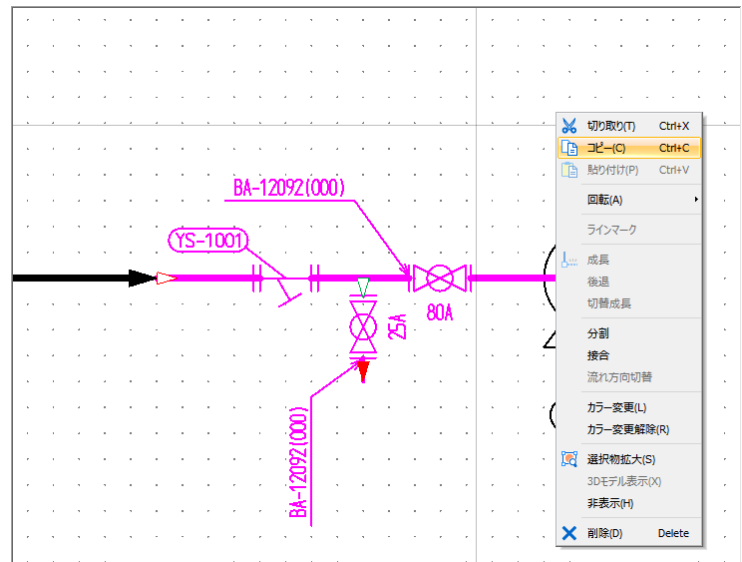 BA-12092(000)
YS-1001
80A
25A
BA-12092(000)
切り取り(T) Ctrl+X
コピー(C) Ctrl+C
貼り付け(P) Ctrl+V
回転(A)
ラインマーク
成長
後退
切替成長
分割
接合
流れ方向切替
カラー変更(L)
カラー変更解除(R)
選択物拡大(S)
3Dモデル表示(X)
非表示(H)
削除(D) Delete